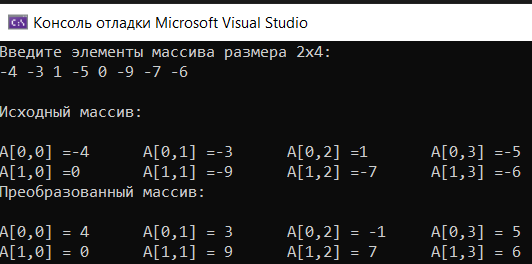 Консоль отладки Microsoft Visual Studio
Введите элементы массива размера 2x4:
-4 -3 1 -5 0 -9 -7 -6
Исходный массив:
A[0,0] =-4 A[0,1] =-3 A[0,2] =1 A[0,3] =-5
A[1,0] =0 A[1,1] =-9 A[1,2] =-7 A[1,3] =-6
Преобразованный массив:
A[0,0] = 4 A[0,1] = 3 A[0,2] = -1 A[0,3] = 5
A[1,0] = 0 A[1,1] = 9 A[1,2] = 7 A[1,3] = 6